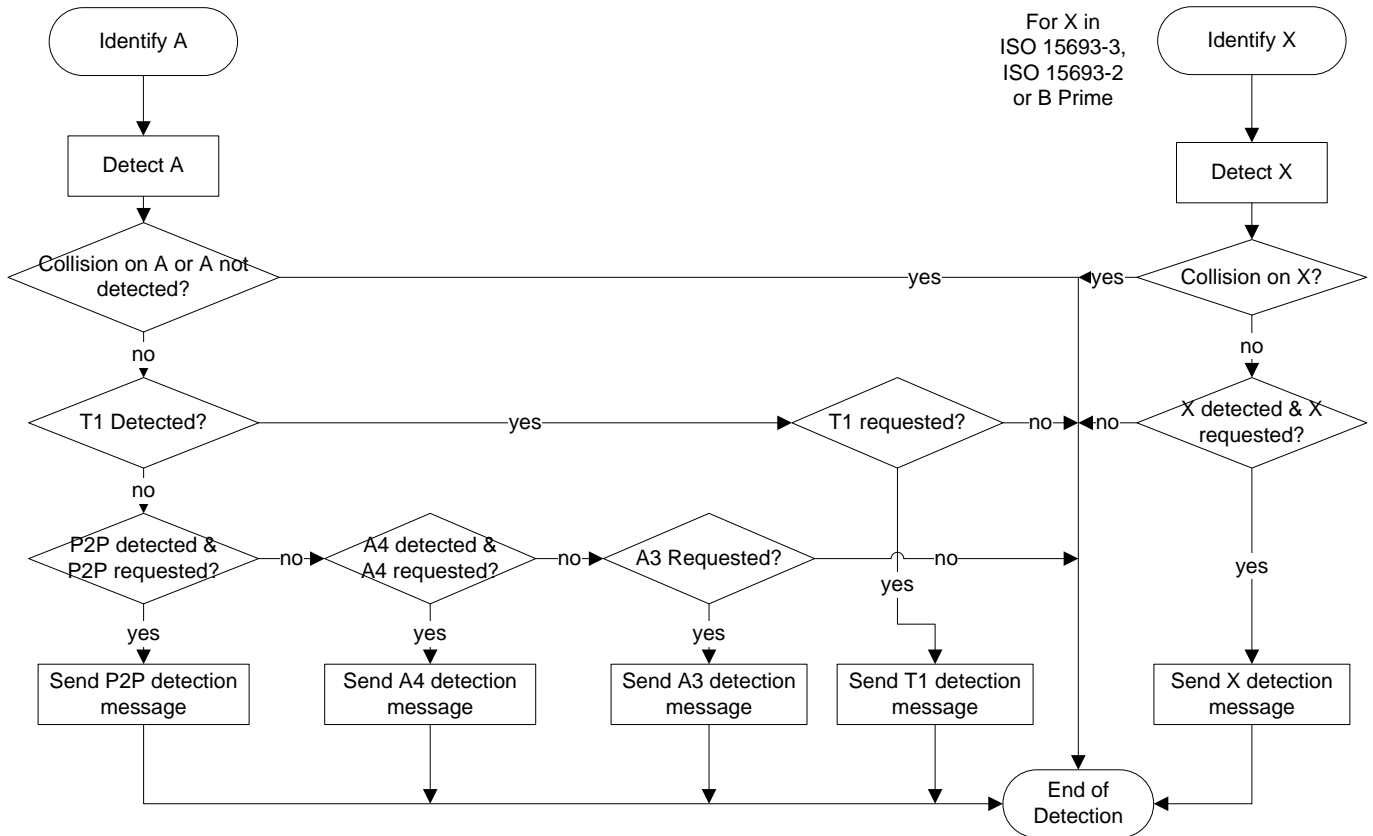 Identify A
For X in
ISO 15693-3,
ISO 15693-2
or B Prime
Identify X
Detect A
Detect X
Collision on A or A not
detected?
yes
yes
Collision on X?
no
no
T1 Detected?
yes
T1 requested?
no
no
X detected & X
requested?
no
P2P detected &
P2P requested?
no
A4 detected &
A4 requested?
no
A3 Requested?
no
yes
yes
yes
yes
yes
Send P2P detection
message
Send A4 detection
message
Send A3 detection
message
Send T1 detection
message
Send X detection
message
End of
Detection